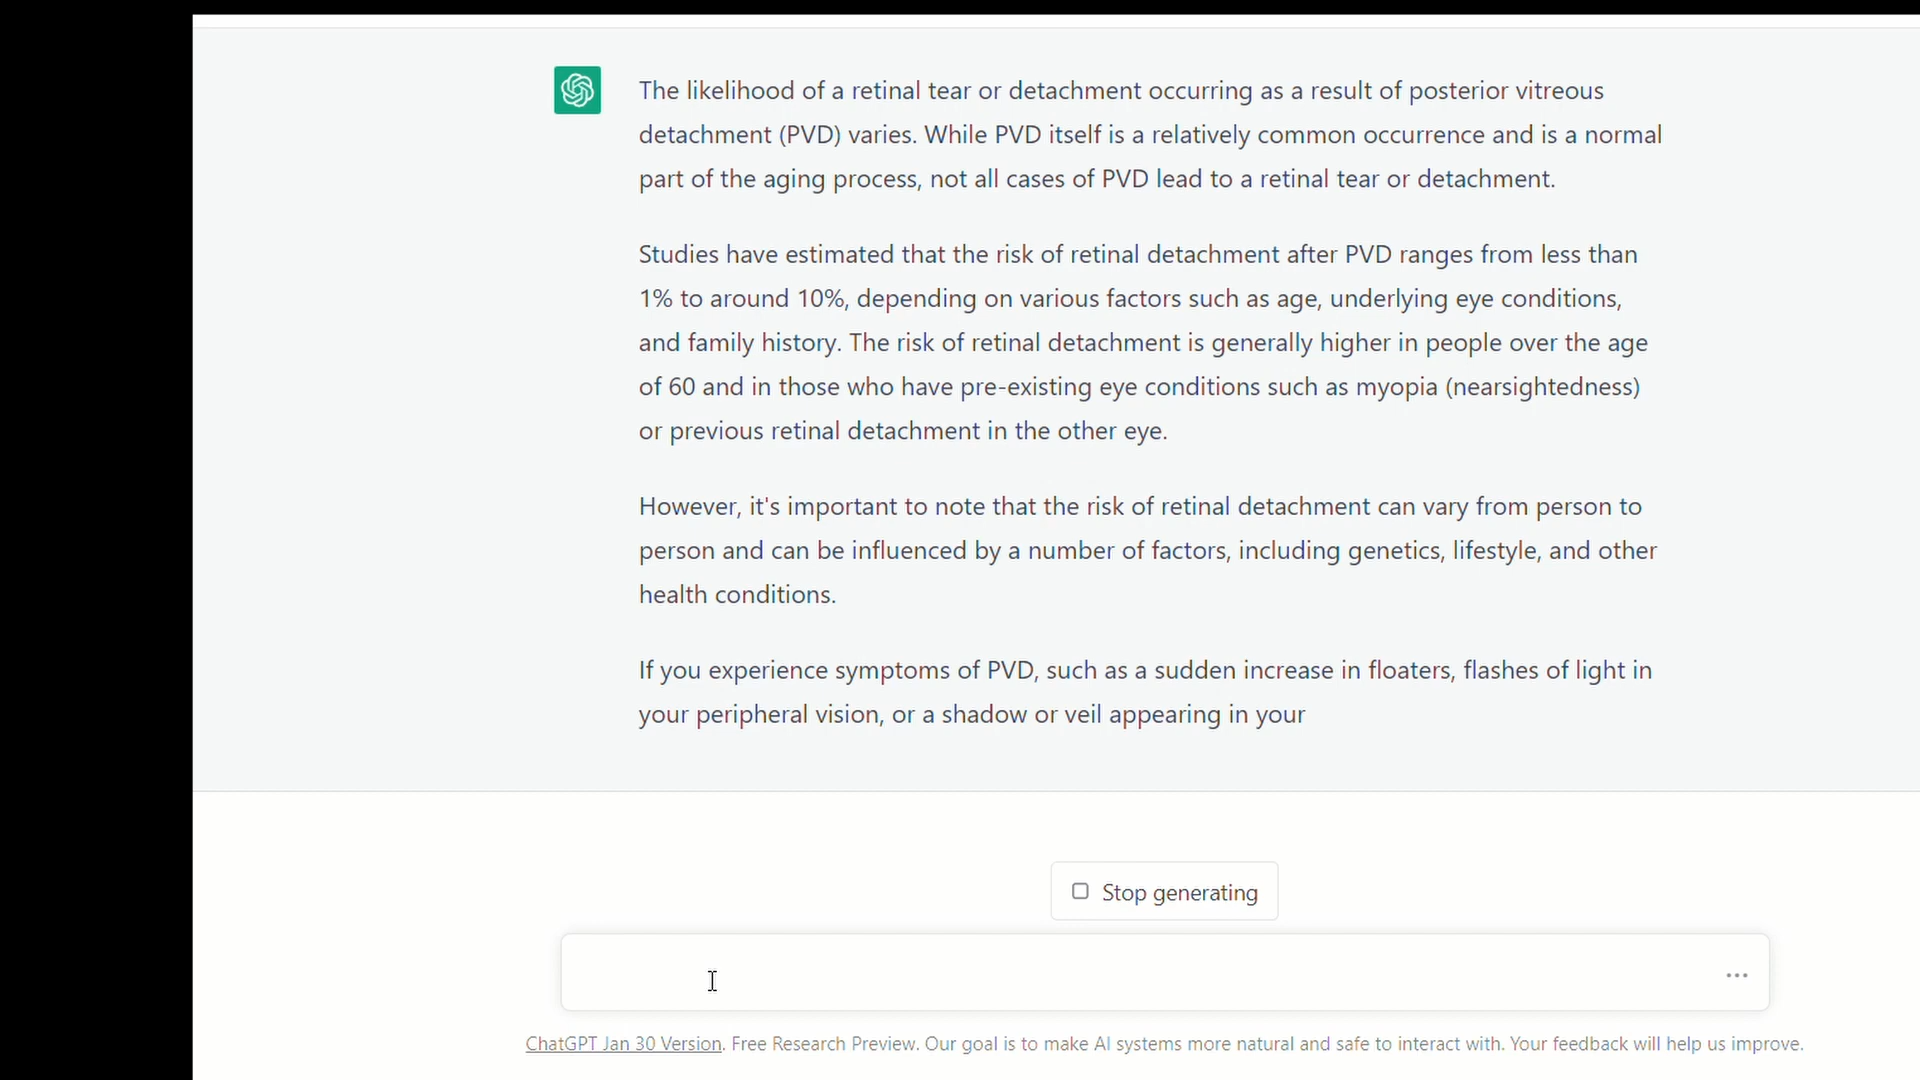 The likelihood of a retinal tear or detachment occurring as a result of posterior vitreous
detachment (PVD) varies. While PVD itself is a relatively common occurrence and is a normal
part of the aging process, not all cases of PVD lead to a retinal tear or detachment.
Studies have estimated that the risk of retinal detachment after PVD ranges from less than
1% to around 10%, depending on various factors such as age, underlying eye conditions,
and family history. The risk of retinal detachment is generally higher in people over the age
of 60 and in those who have pre-existing eye conditions such as myopia (nearsightedness)
or previous retinal detachment in the other eye.
However, it's important to note that the risk of retinal detachment can vary from person to
person and can be influenced by a number of factors, including genetics, lifestyle, and other
health conditions.
If you experience symptoms of PVD, such as a sudden increase in floaters, flashes of light in
your peripheral vision, or a shadow or veil appearing in your
Stop generating
ChatGPT Jan 30 Version. Free Research Preview. Our goal is to make AI systems more natural and safe to interact with. Your feedback will help us improve.